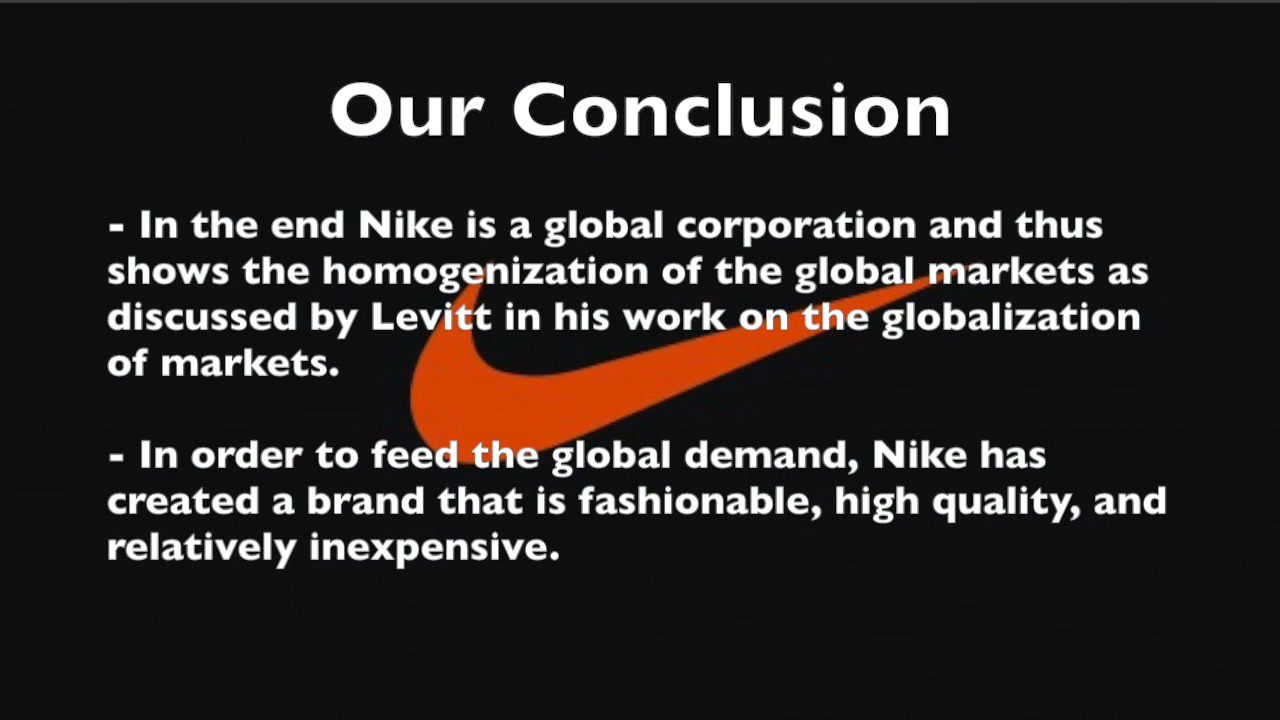 Our Conclusion
- In the end Nike is a global corporation and thus
shows the homogenization of the global markets as
discussed by Levitt in his work on the globalization
of markets.
- In order to feed the global demand, Nike has
created a brand that is fashionable, high quality, and
relatively inexpensive.